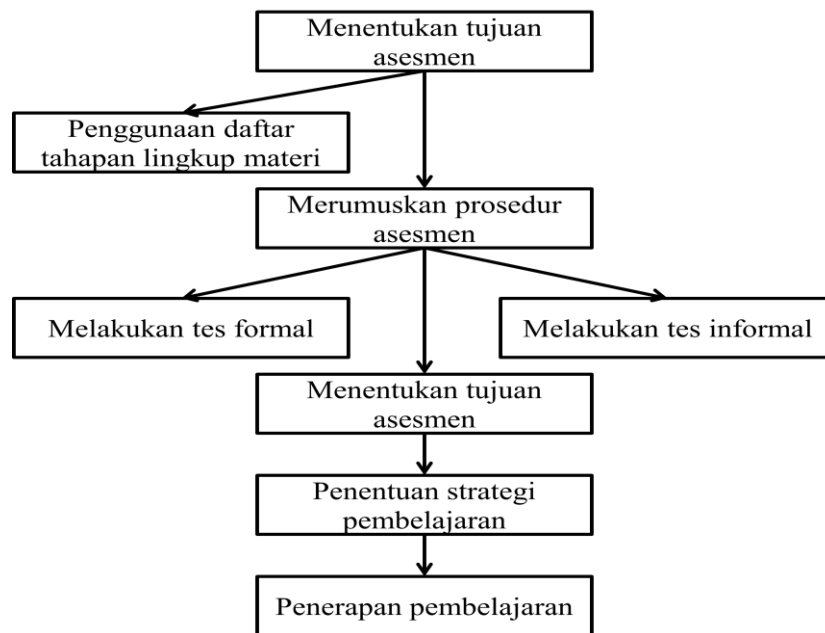 Menentukan tujuan
asesmen
Penggunaan daftar
tahapan lingkup materi
Merumuskan prosedur
asesmen
Melakukan tes formal
Melakukan tes informal
Menentukan tujuan
asesmen
Penentuan strategi
pembelajaran
Penerapan pembelajaran